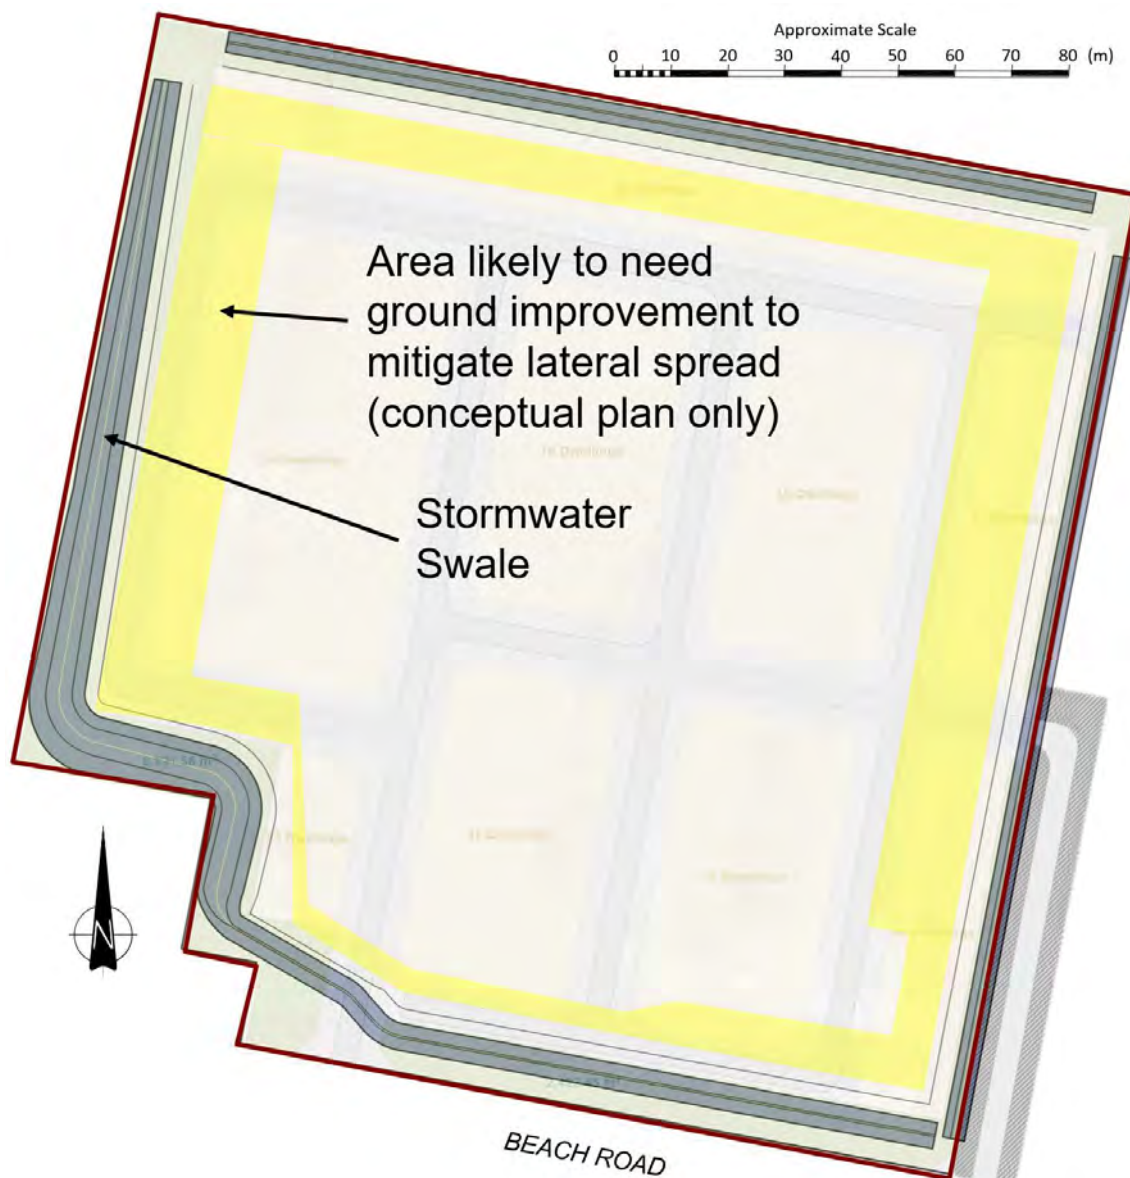 Approximate Scale
0 10 20 30 40 50 60 70 80 (m)
Area likely to need
ground improvement to
mitigate lateral spread
(conceptual plan only)
Stormwater
Swale
N
BEACH ROAD